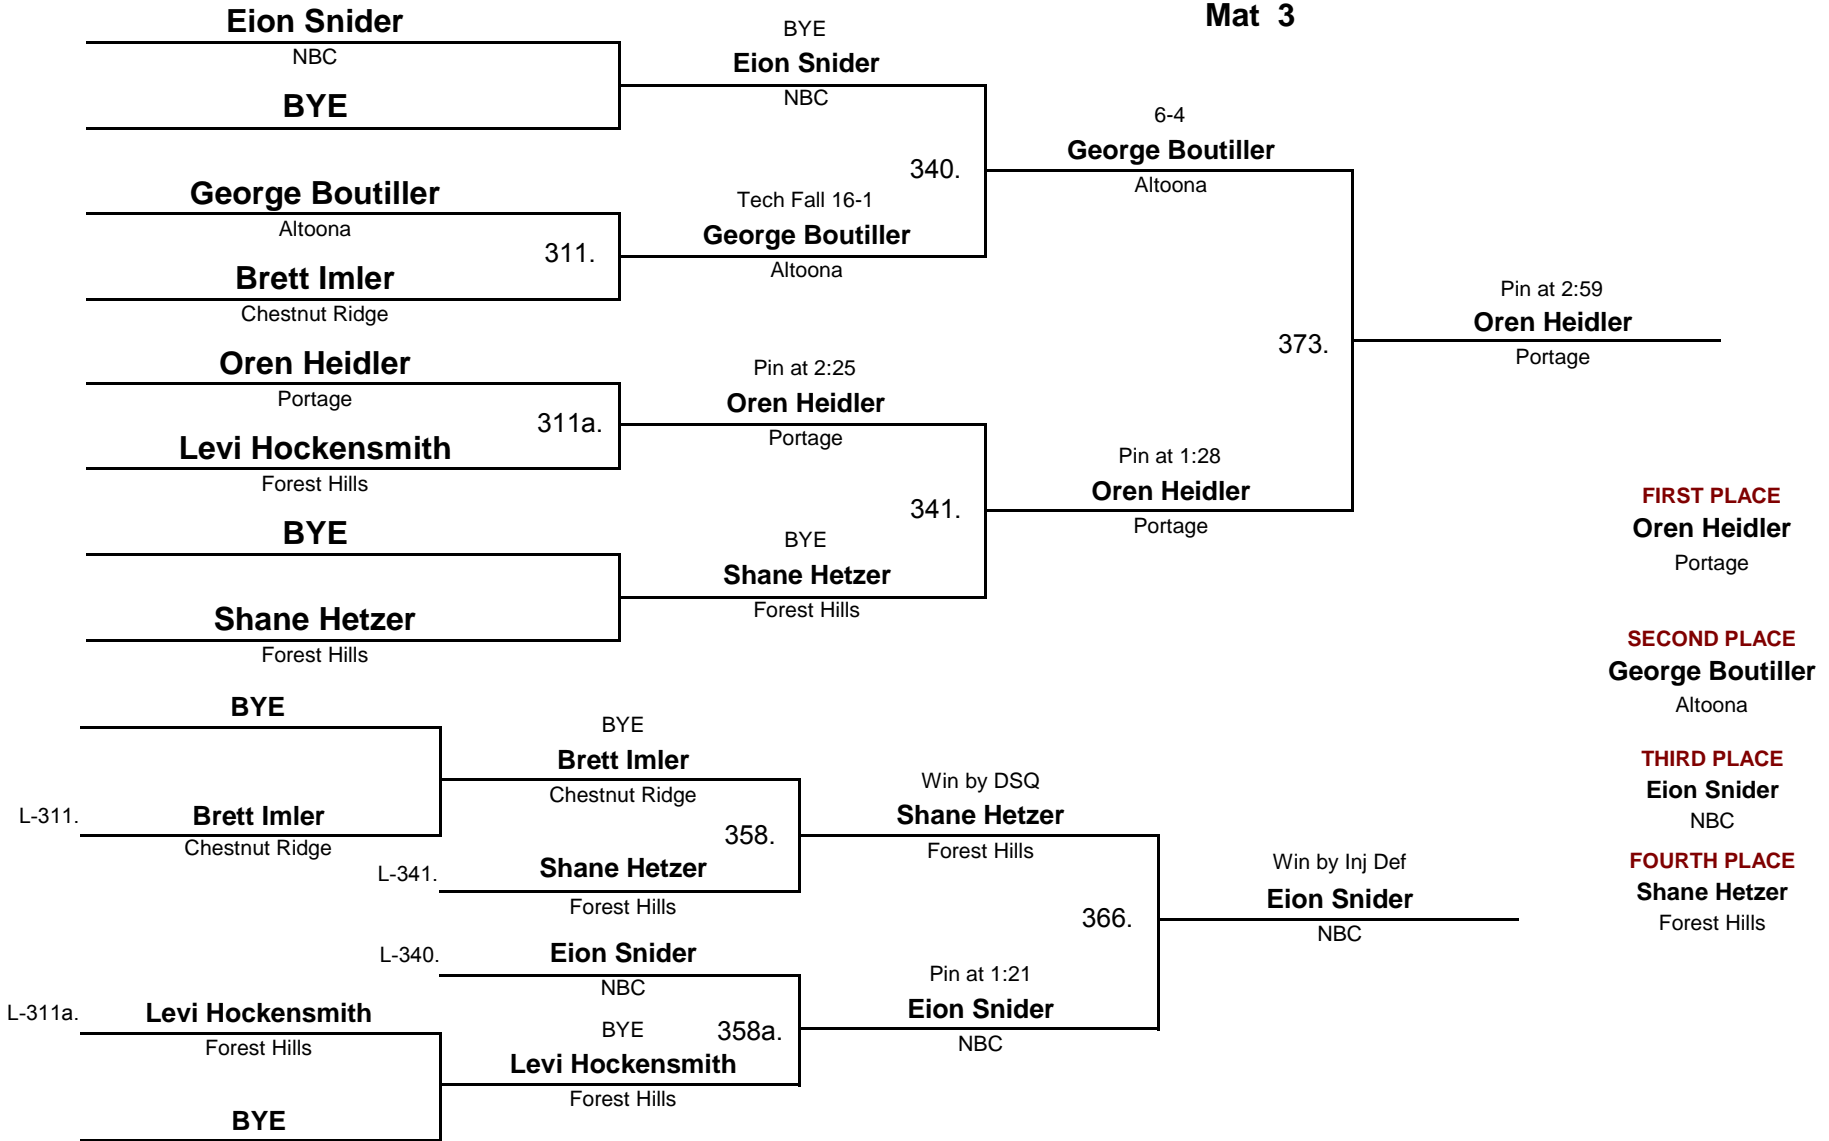 Mat 3
Eion Snider
NBC
BYE
BYE
Eion Snider
NBC
George Boutiller
Altoona
311.
Brett Imler
Chestnut Ridge
Tech Fall 16-1
George Boutiller
Altoona
340.
6-4
George Boutiller
Altoona
Oren Heidler
Portage
311a.
Levi Hockensmith
Forest Hills
Pin at 2:25
Oren Heidler
Portage
BYE
Shane Hetzer
Forest Hills
BYE
Shane Hetzer
Forest Hills
341.
Pin at 1:28
Oren Heidler
Portage
373.
Pin at 2:59
Oren Heidler
Portage
FIRST PLACE
Oren Heidler
Portage
SECOND PLACE
George Boutiller
Altoona
THIRD PLACE
Eion Snider
NBC
FOURTH PLACE
Shane Hetzer
Forest Hills
BYE
L-311.
Brett Imler
Chestnut Ridge
BYE
Brett Imler
Chestnut Ridge
358.
L-341.
Shane Hetzer
Forest Hills
Win by DSQ
Shane Hetzer
Forest Hills
L-340.
Eion Snider
NBC
L-311a.
Levi Hockensmith
Forest Hills
BYE
BYE
358a.
Levi Hockensmith
Forest Hills
Pin at 1:21
Eion Snider
NBC
366.
Win by Inj Def
Eion Snider
NBC